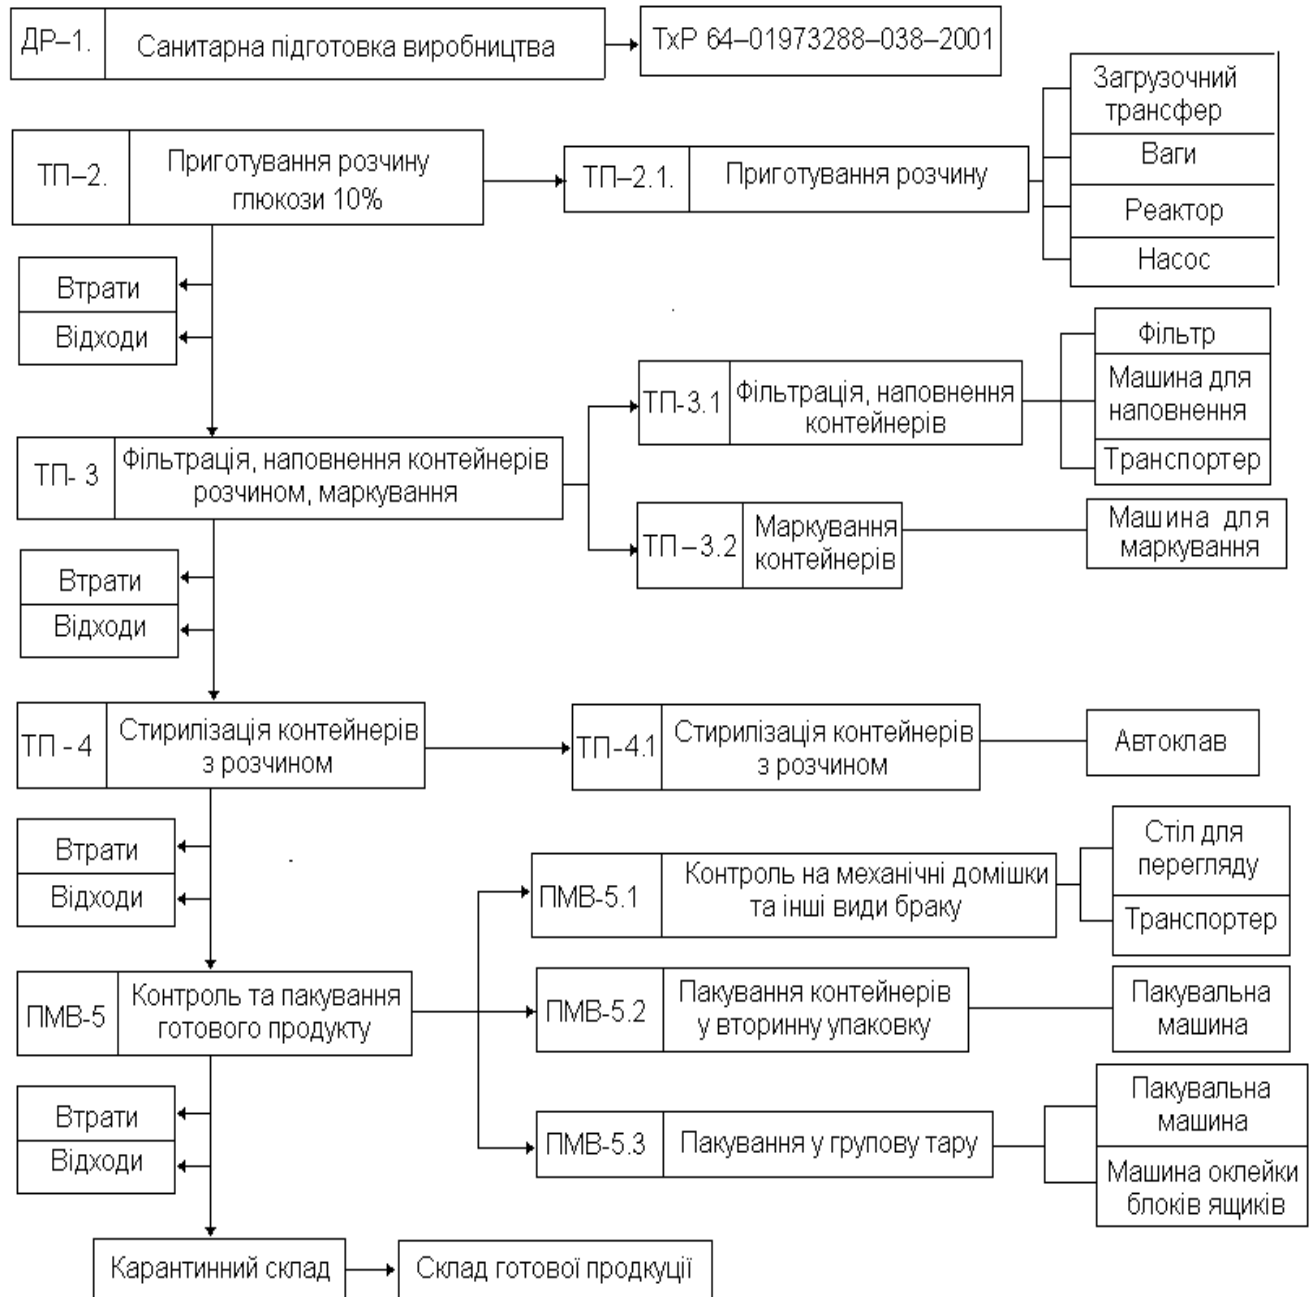 ДР–1.
Санитарна підготовка виробництва
ТхР 64–01973288–038–2001
ТП–2.
Приготування розчину
глюкози 10%
ТП–2.1.
Приготування розчину
Загрузочний
трансфер
Ваги
Реактор
Насос
Втрати
Відходи
ТП- 3
Фільтрація, наповнення контейнерів
розчином, маркування
ТП-3.1
Фільтрація, наповнення
контейнерів
Фільтр
Машина для
наповнення
Транспортер
ТП–3.2
Маркування
контейнерів
Машина для
маркування
Втрати
Відходи
ТП - 4
Стирилізація контейнерів
з розчином
ТП-4.1
Стирилізація контейнерів
з розчином
Автоклав
Втрати
Відходи
ПМВ-5.1
Контроль на механічні домішки
та інші види браку
Стіл для
перегляду
Транспортер
ПМВ-5
Контроль та пакування
готового продукту
ПМВ-5.2
Пакування контейнерів
у вторинну упаковку
Пакувальна
машина
Втрати
Відходи
ПМВ-5.3
Пакування у групову тару
Пакувальна
машина
Машина оклейки
блоків ящиків
Карантинний склад
Склад готової продкуції